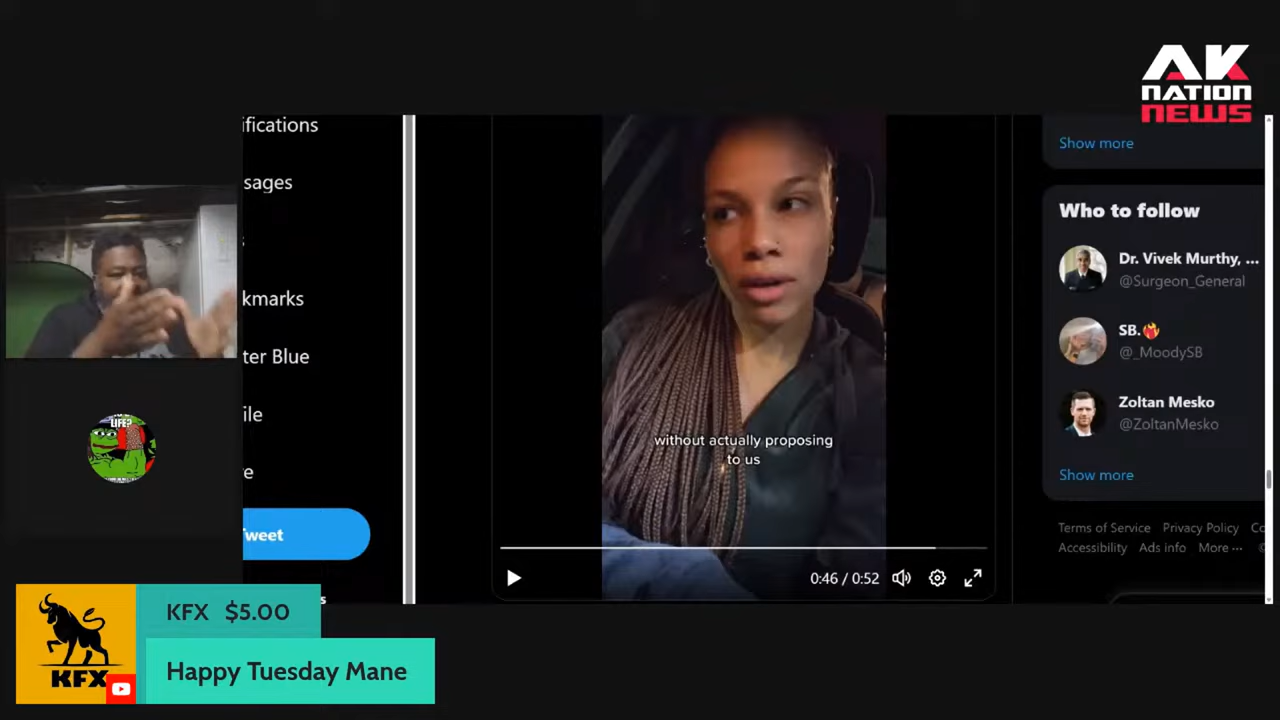 AK
NATION
NEWS
ifications
sages
kmarks
ter Blue
ile
e
Tweet
s
LIFE?
without actually proposing
to us
0:46 / 0:52
Show more
Who to follow
Dr. Vivek Murthy, ...
@Surgeon_General
SB.
@_MoodySB
Zoltan Mesko
@ZoltanMesko
Show more
Terms of Service Privacy Policy Co
Accessibility Ads info More ···
KFX $5.00
KFX
Happy Tuesday Mane